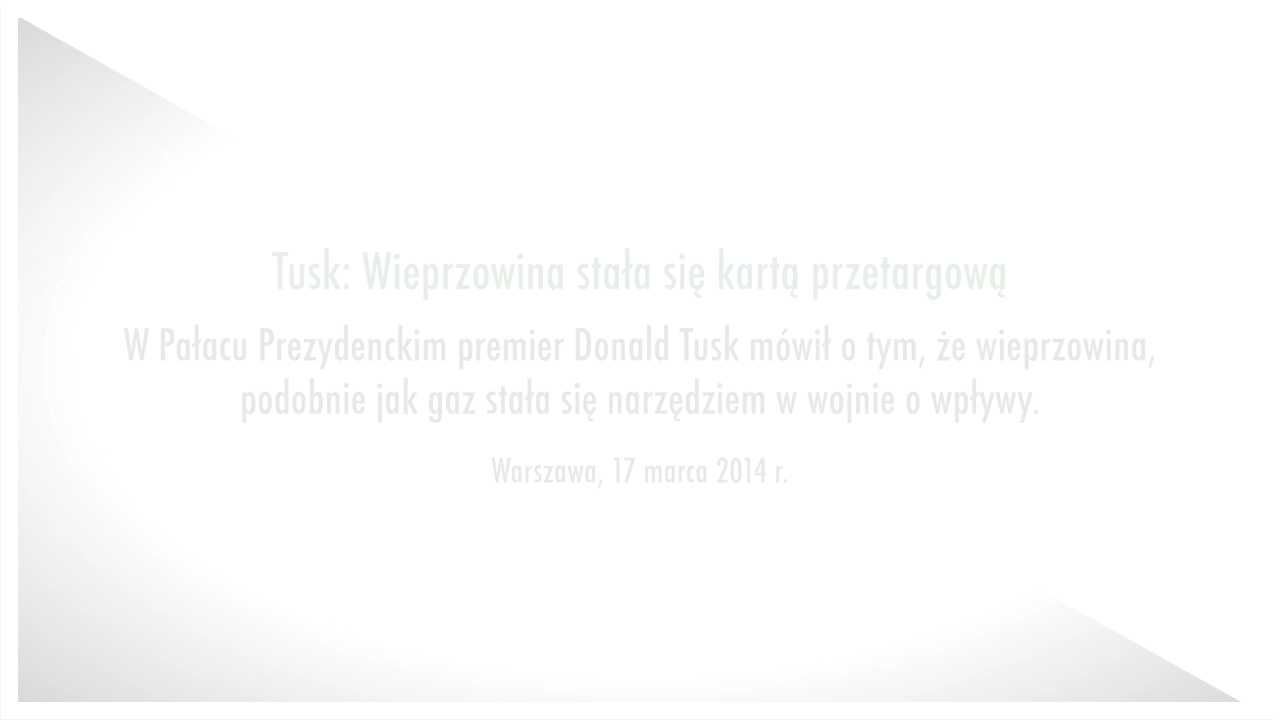 Tusk: Wieprzowina stała się kartą przetargową
W Pałacu Prezydenckim premier Donald Tusk mówił o tym, że wieprzowina,
podobnie jak gaz stała się narzędziem w wojnie o wpływy.
Warszawa, 17 marca 2014 r.